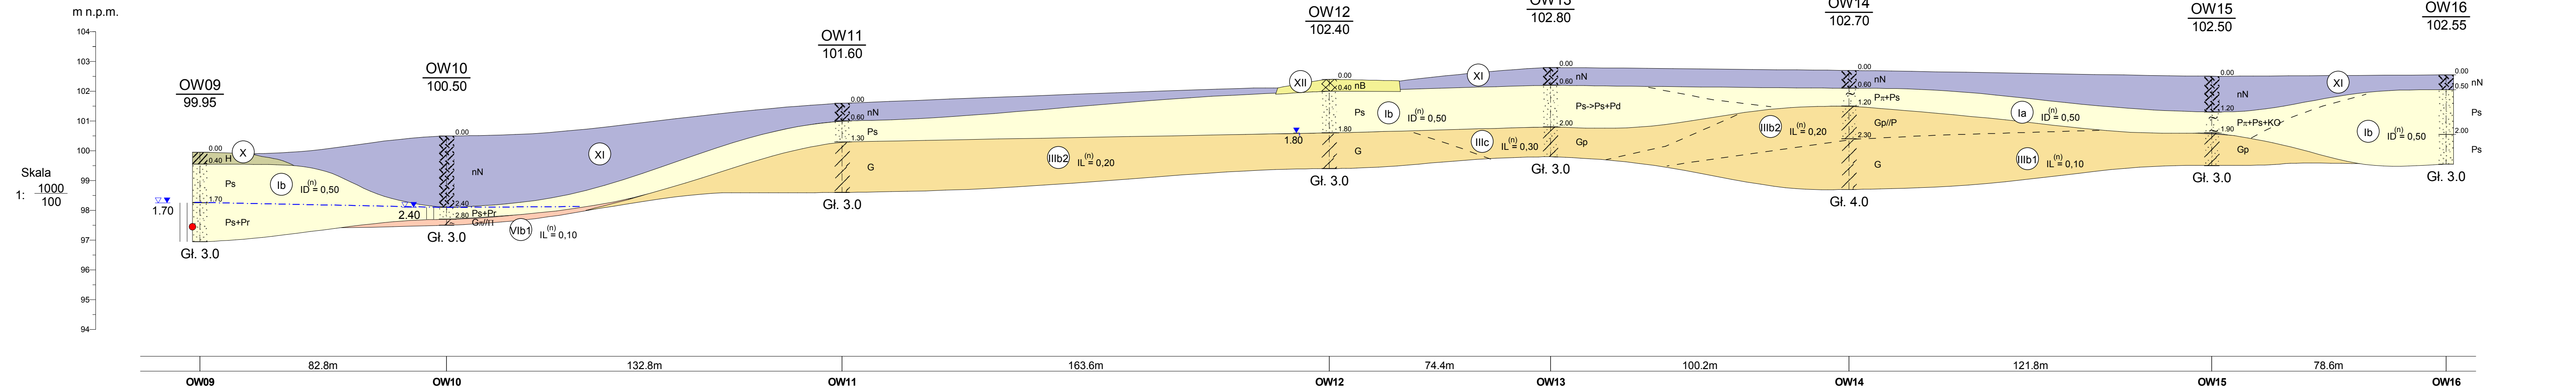 m n.p.m.
104
103
102
101
100
99
98
97
96
95
94
Skala
1: 1000
100
OW09
99.95
0.00
0.40
H
X
Ps
Ib
(n)
ID = 0,50
1.70
1.70
Ps+Pr
Gł. 3.0
OW10
100.50
0.00
nN
2.40
2.40
Ps+Pr
2.80
Gπ//Π
Gł. 3.0
VIb1
(n)
IL = 0,10
XI
OW11
101.60
0.00
nN
0.60
Ps
1.30
G
Gł. 3.0
IIIb2
(n)
IL = 0,20
OW12
102.40
XII
0.00
0.40
nB
Ps
1.80
1.80
G
Gł. 3.0
Ib
(n)
ID = 0,50
XI
IIIc
(n)
IL = 0,30
102.80
0.00
nN
0.60
Ps->Ps+Pd
2.00
Gp
Gł. 3.0
OW14
102.70
0.00
nN
0.60
Pπ+Ps
1.20
Gp//P
2.30
G
Gł. 4.0
IIIb2
(n)
IL = 0,20
Ia
(n)
ID = 0,50
IIIb1
(n)
IL = 0,10
OW15
102.50
0.00
nN
1.20
Pπ+Ps+KO
1.90
Gp
Gł. 3.0
XI
Ib
(n)
ID = 0,50
OW16
102.55
0.00
nN
0.50
Ps
2.00
Ps
Gł. 3.0
82.8m 132.8m 163.6m 74.4m 100.2m 121.8m 78.6m
OW09 OW10 OW11 OW12 OW13 OW14 OW15 OW16